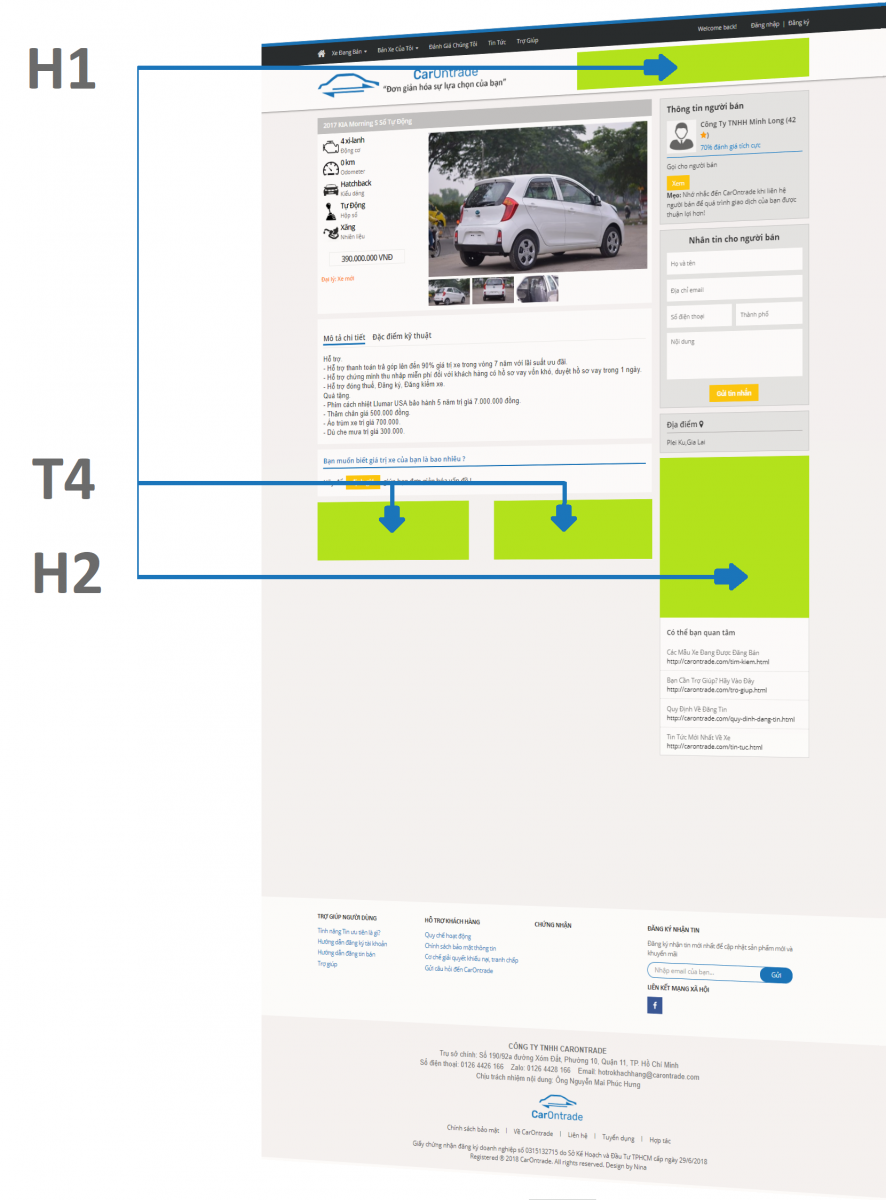 H1
T4
H2
Xe Đang Bán
Bán Xe Của Tôi
Đánh Giá Chúng Tôi
Tin Tức
Trợ Giúp
Welcome back!
Đăng nhập | Đăng ký
CarOntrade
"Đơn giản hóa sự lựa chọn của bạn"
2017 KIA Morning S Số Tự Động
4 xi-lanh
Động cơ
0 km
Odometer
Hatchback
Kiểu dáng
Tự Động
Hộp số
Xăng
Nhiên liệu
390.000.000 VNĐ
Đại lý: Xe mới
Mô tả chi tiết
Đặc điểm kỹ thuật
Hỗ trợ
- Hỗ trợ thanh toán trả góp lên đến 90% giá trị xe trong vòng 7 năm với lãi suất ưu đãi.
- Hỗ trợ chứng minh thu nhập miễn phí đối với khách hàng có hồ sơ vay vốn khó, duyệt hồ sơ vay trong 1 ngày.
- Hỗ trợ đóng thuế, Đăng ký, Đăng kiểm xe.
Quà tặng.
- Phim cách nhiệt Llumar USA bảo hành 5 năm trị giá 7.000.000 đồng.
- Thảm chân giá 500.000 đồng.
- Áo trùm xe trị giá 700.000.
- Dù che mưa trị giá 300.000.
Bạn muốn biết giá trị xe của bạn là bao nhiêu ?
Thông tin người bán
Công Ty TNHH Minh Long (42
)
70% đánh giá tích cực
Gọi cho người bán
Xem
Mẹo: Nhớ nhắc đến CarOntrade khi liên hệ
người bán để quá trình giao dịch của bạn được
thuận lợi hơn!
Nhắn tin cho người bán
Họ và tên
Địa chỉ email
Số điện thoại
Thành phố
Nội dung
Gửi tin nhắn
Địa điểm
Plei Ku,Gia Lai
Có thể bạn quan tâm
Các Mẫu Xe Đang Được Đăng Bán
http://carontrade.com/tim-kiem.html
Bạn Cần Trợ Giúp? Hãy Vào Đây
http://carontrade.com/tro-giup.html
Quy Định Về Đăng Tin
http://carontrade.com/quy-dinh-dang-tin.html
Tin Tức Mới Nhất Về Xe
http://carontrade.com/tin-tuc.html
TRỢ GIÚP NGƯỜI DÙNG
Tính năng Tin ưu tiên là gì?
Hướng dẫn đăng ký tài khoản
Hướng dẫn đăng tin bán
Trợ giúp
HỖ TRỢ KHÁCH HÀNG
Quy chế hoạt động
Chính sách bảo mật thông tin
Cơ chế giải quyết khiếu nại, tranh chấp
Gửi câu hỏi đến CarOntrade
CHỨNG NHẬN
ĐĂNG KÝ NHẬN TIN
Đăng ký nhận tin mới nhất để cập nhật sản phẩm mới và
khuyến mãi
Nhập email của bạn...
Gửi
LIÊN KẾT MẠNG XÃ HỘI
f
CÔNG TY TNHH CARONTRADE
Trụ sở chính: Số 190/92a đường Xóm Đất, Phường 10, Quận 11, TP. Hồ Chí Minh
Số điện thoại: 0126 4426 166 Zalo: 0126 4428 166 Email: hotrokhachhang@carontrade.com
Chịu trách nhiệm nội dung: Ông Nguyễn Mai Phúc Hưng
CarOntrade
Chính sách bảo mật | Về CarOntrade | Liên hệ | Tuyển dụng | Hợp tác
Giấy chứng nhận đăng ký doanh nghiệp số 0315132715 do Sở Kế Hoạch và Đầu Tư TPHCM cấp ngày 29/6/2018
Registered ® 2018 CarOntrade. All rights reserved. Design by Nina